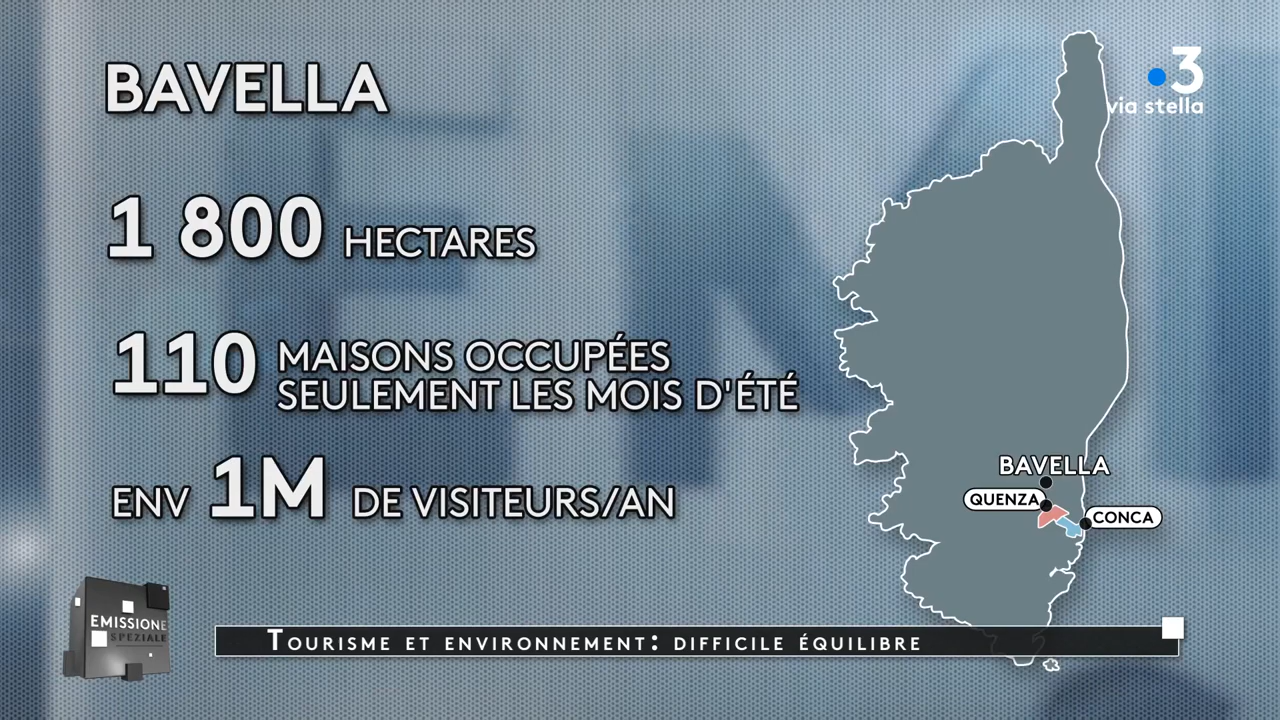 BAVELLA
1 800 HECTARES
110 MAISONS OCCUPÉES
SEULEMENT LES MOIS D'ÉTÉ
ENV 1M DE VISITEURS/AN
3
via stella
BAVELLA
QUENZA
CONCA
EMISSIONE
SPEZIALE
TOURISME ET ENVIRONNEMENT: DIFFICILE ÉQUILIBRE